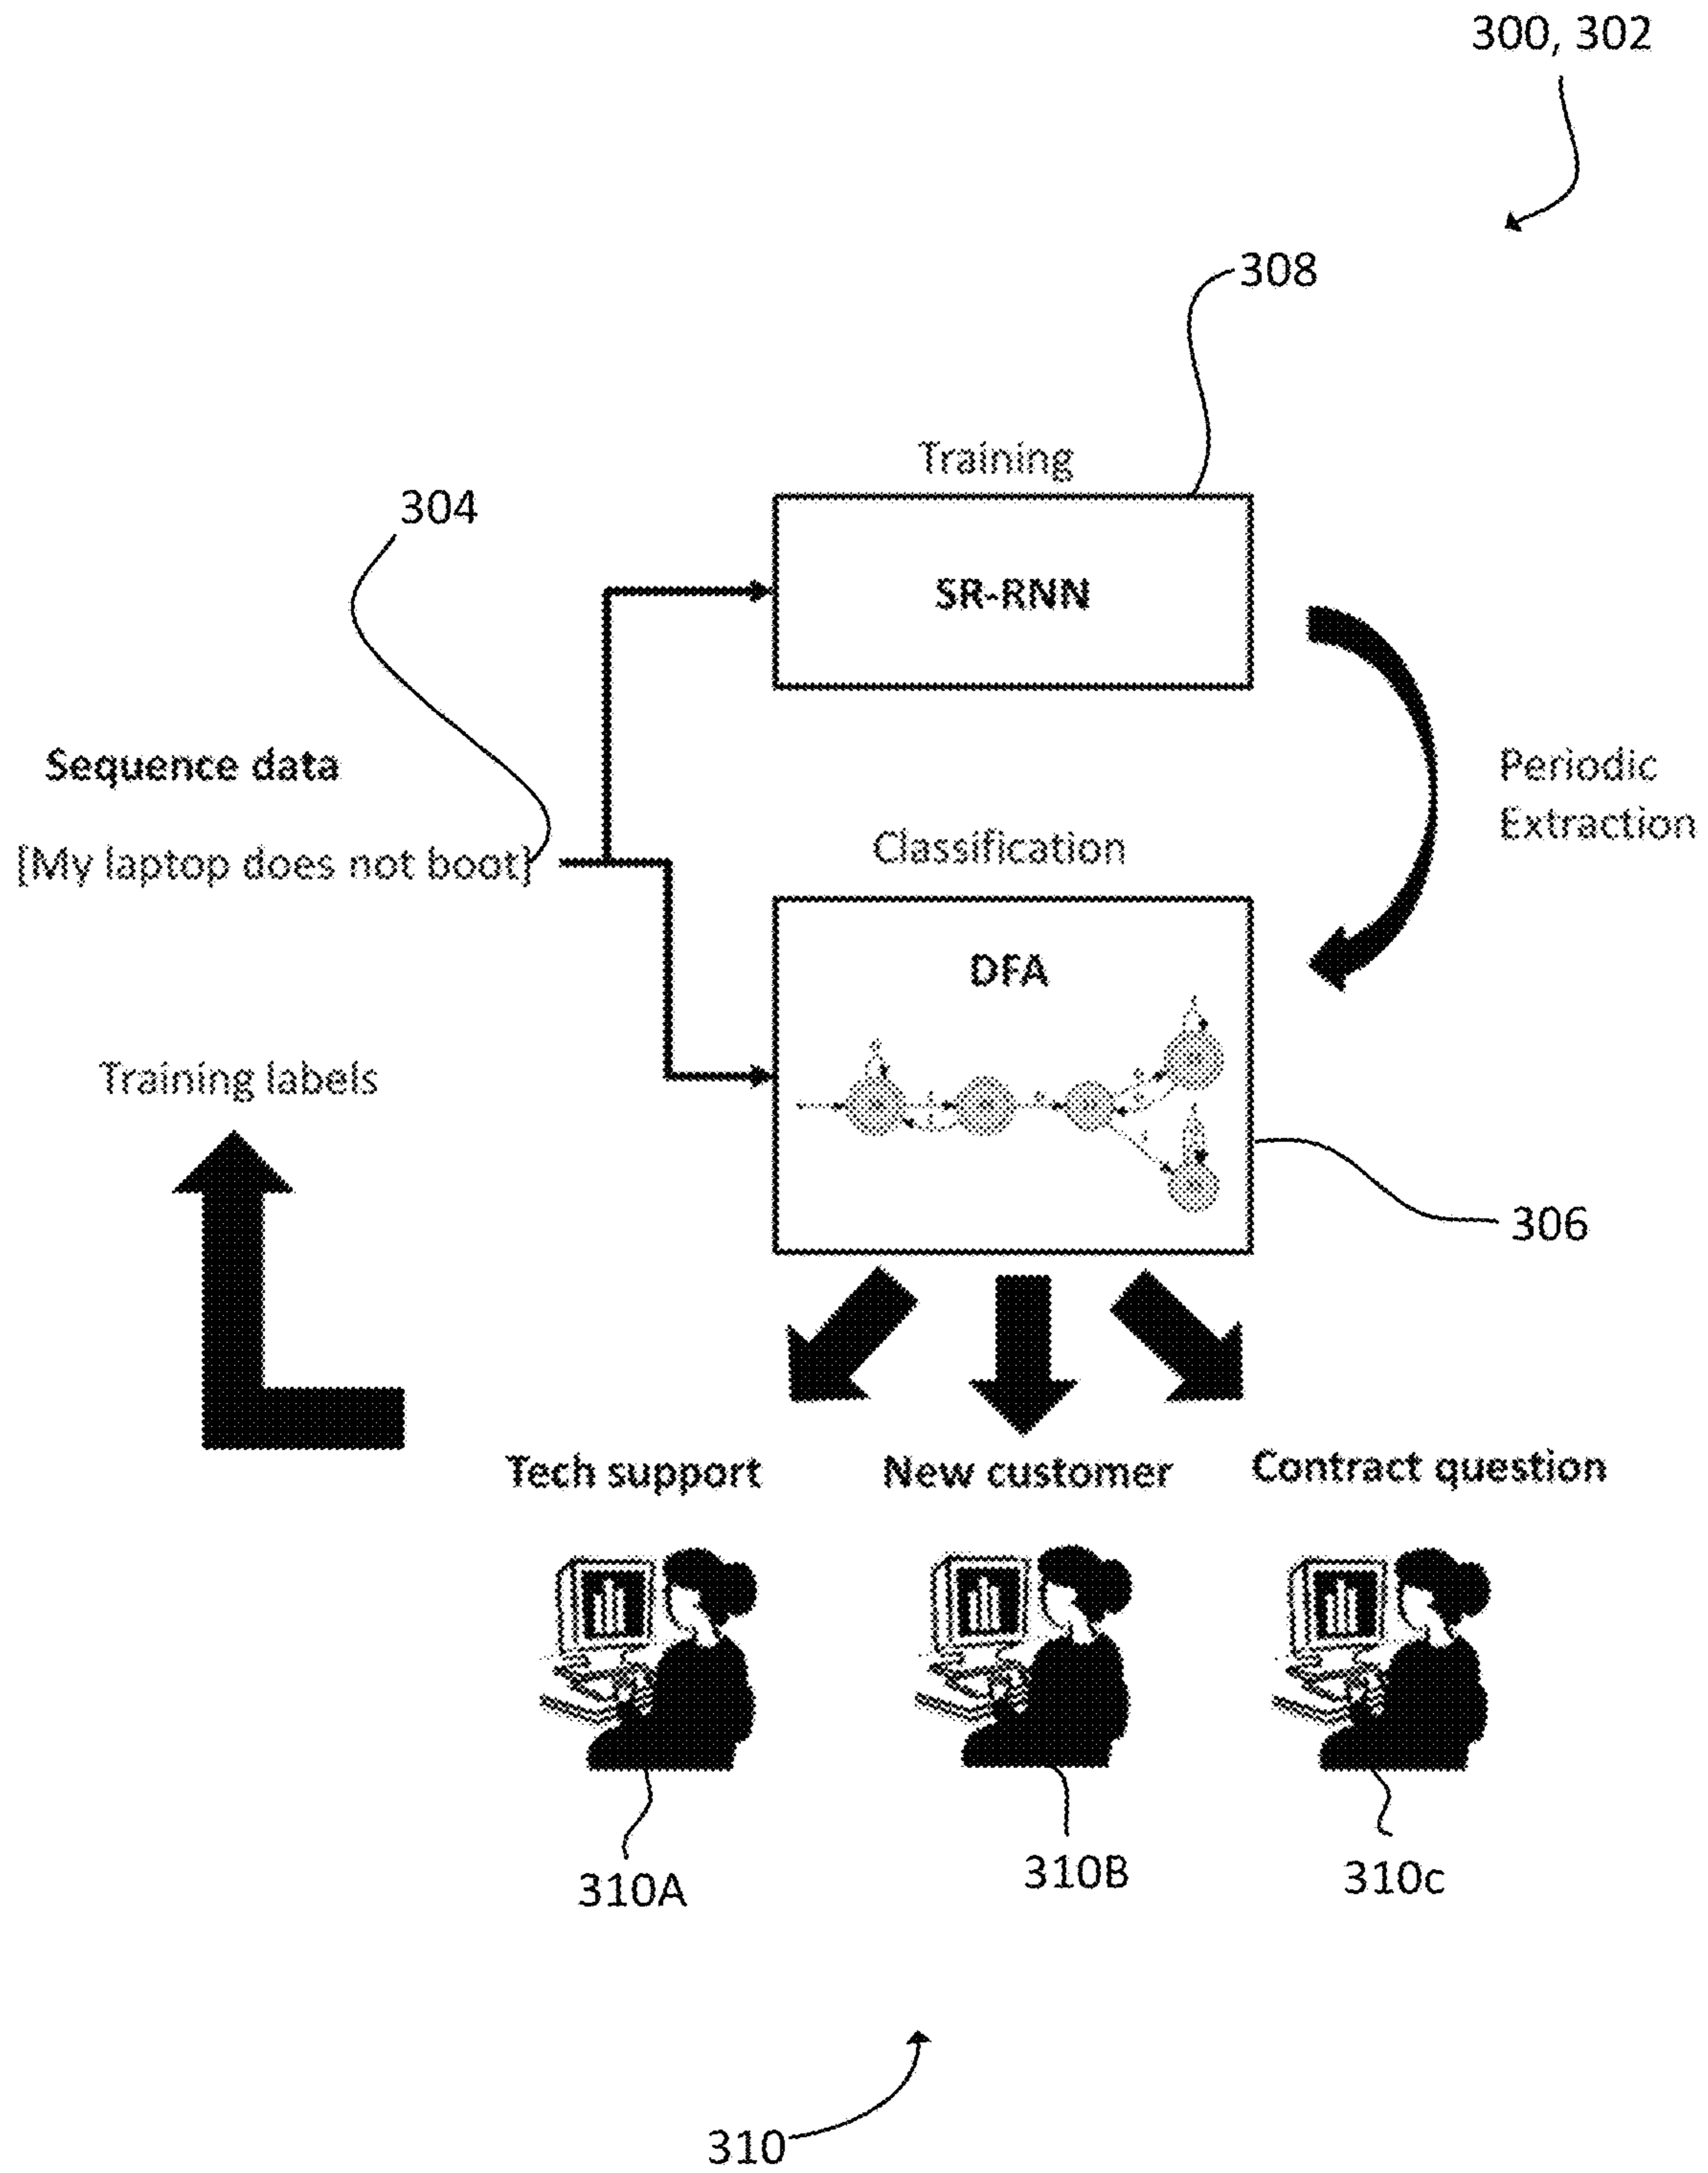 300, 302
308
Training
304
SR-RNN
Sequence data
Periodic
Extraction
[My laptop does not boot]
Classification
DFA
Training labels
306
Tech support
New customer
Contract question
310A
310B
310c
310